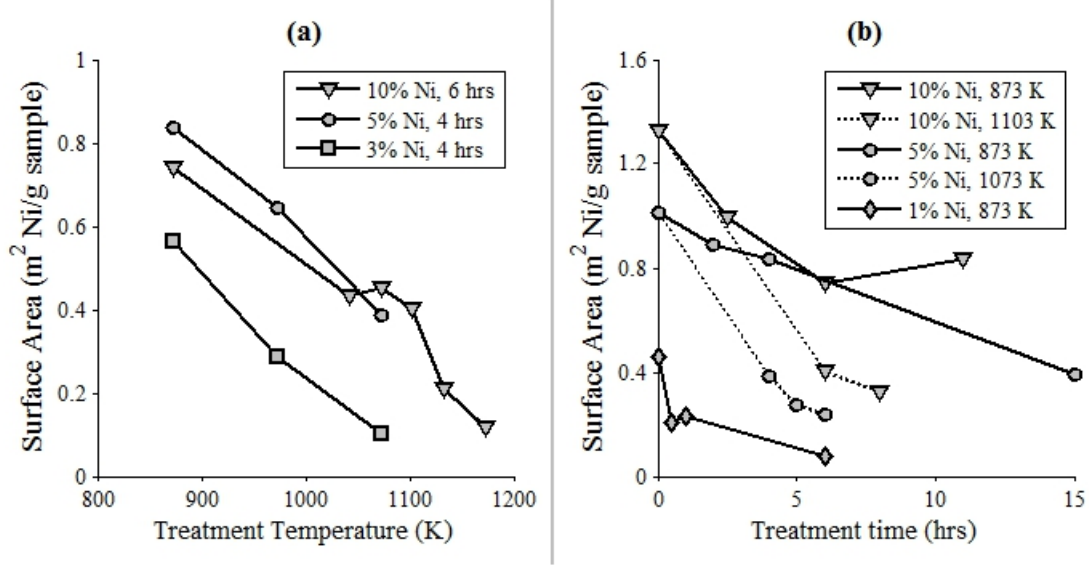 (a)
Surface Area (m² Ni/g sample)
1
0.8
0.6
0.4
0.2
0
800
900
1000
1100
1200
Treatment Temperature (K)
10% Ni, 6 hrs
5% Ni, 4 hrs
3% Ni, 4 hrs
(b)
Surface Area (m² Ni/g sample)
1.6
1.2
0.8
0.4
0
0
5
10
15
Treatment time (hrs)
10% Ni, 873 K
10% Ni, 1103 K
5% Ni, 873 K
5% Ni, 1073 K
1% Ni, 873 K